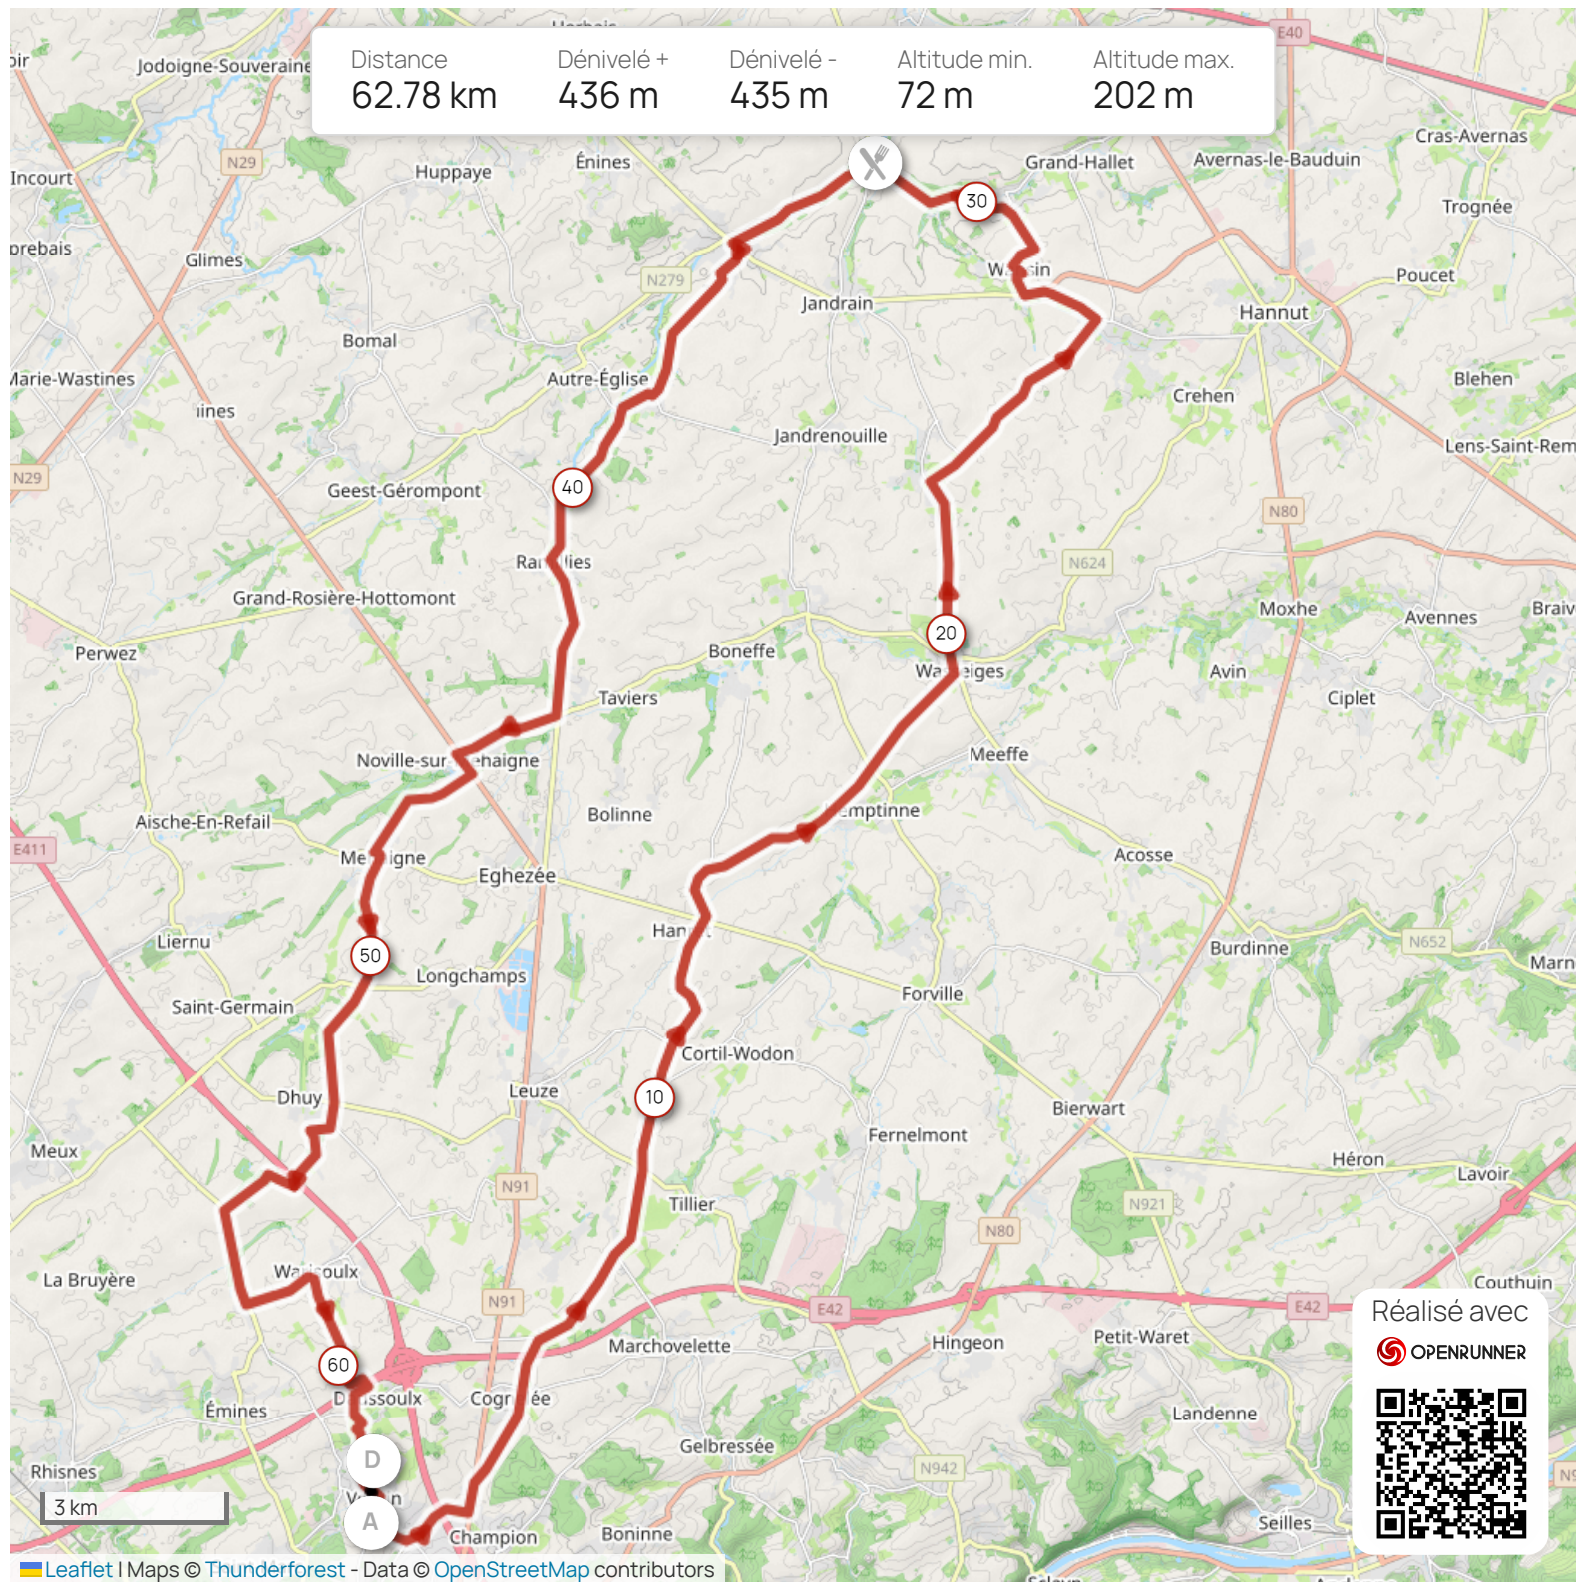 Distance
62.78 km
Dénivelé +
436 m
Dénivelé -
435 m
Altitude min.
72 m
Altitude max.
202 m
E40
Jodoigne-Souveraine
Cras-Avernas
N29
Énines
Grand-Hallet
Avernas-le-Bauduin
Huppaye
Incourt
30
Trognée
Glimes
N279
Poucet
Jandrain
Hannut
Bomal
Autre-Église
Blehen
Crehen
Jandrenouille
Lens-Saint-Rem
N29
40
Geest-Gérompont
N80
N624
Grand-Rosière-Hottomont
Moxhe
Avennes
20
Perwez
Boneffe
Avin
Taviers
Ciplet
Meeffe
Bolinne
Aische-En-Refail
E411
Acosse
Eghezée
Liernu
50
N652
Burdinne
Longchamps
Forville
Saint-Germain
Cortil-Wodon
Leuze
Dhuy
10
Bierwart
Fernelmont
Meux
Héron
Lavoir
N91
Tillier
N921
N80
La Bruyère
Couthuin
N91
E42
E42
Réalisé avec
OPENRUNNER
Marchovelette
Hingeon
Petit-Waret
60
Émines
Landenne
Gelbressée
D
N942
Rhisnes
3 km
A
Champion
Boninne
Seilles
Leaflet | Maps © Thunderforest - Data © OpenStreetMap contributors